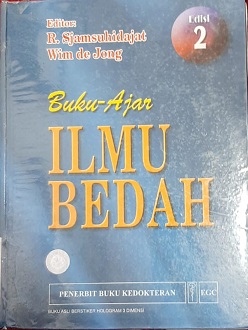 Editor:
R. Sjamsuhidajat
Wim de Jong
Edisi
2
Buku-Ajar
ILMU
BEDAH
PENERBIT BUKU KEDOKTERAN EGC
BUKU ASLI BERSTIKER HOLOGRAM 3 DIMENSI